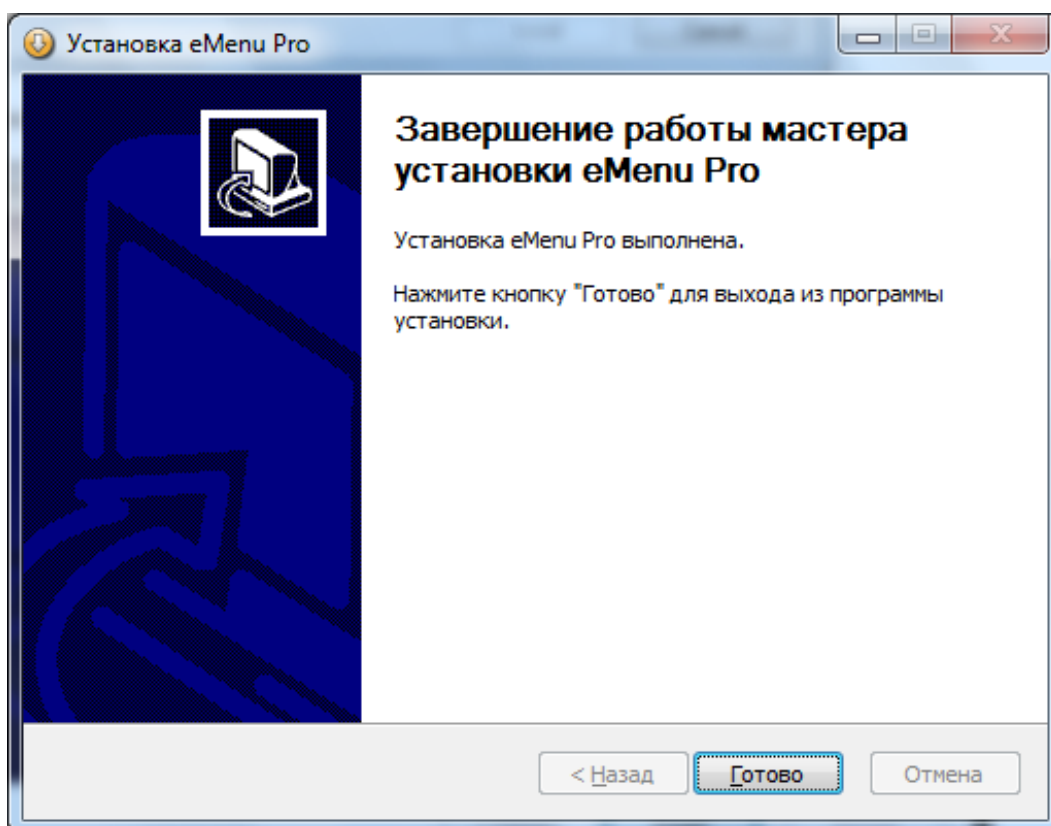 Установка eMenu Pro
Завершение работы мастера
установки eMenu Pro
Установка eMenu Pro выполнена.
Нажмите кнопку "Готово" для выхода из программы
установки.
< Назад
Готово
Отмена